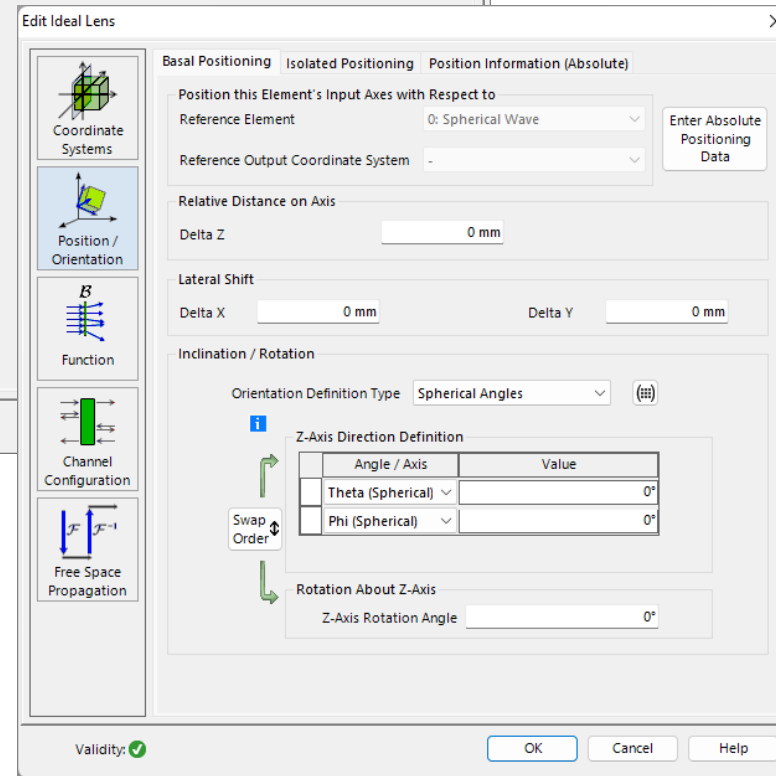 Edit Ideal Lens
Coordinate
Systems
Position /
Orientation
B
Function
Channel
Configuration
F F⁻¹
Free Space
Propagation
Basal Positioning Isolated Positioning Position Information (Absolute)
Position this Element's Input Axes with Respect to
Reference Element 0: Spherical Wave
Reference Output Coordinate System -
Enter Absolute
Positioning
Data
Relative Distance on Axis
Delta Z 0 mm
Lateral Shift
Delta X 0 mm Delta Y 0 mm
Inclination / Rotation
Orientation Definition Type Spherical Angles
i
Z-Axis Direction Definition
Angle / Axis Value
Theta (Spherical) 0°
Phi (Spherical) 0°
Swap
Order
Rotation About Z-Axis
Z-Axis Rotation Angle 0°
Validity: OK Cancel Help